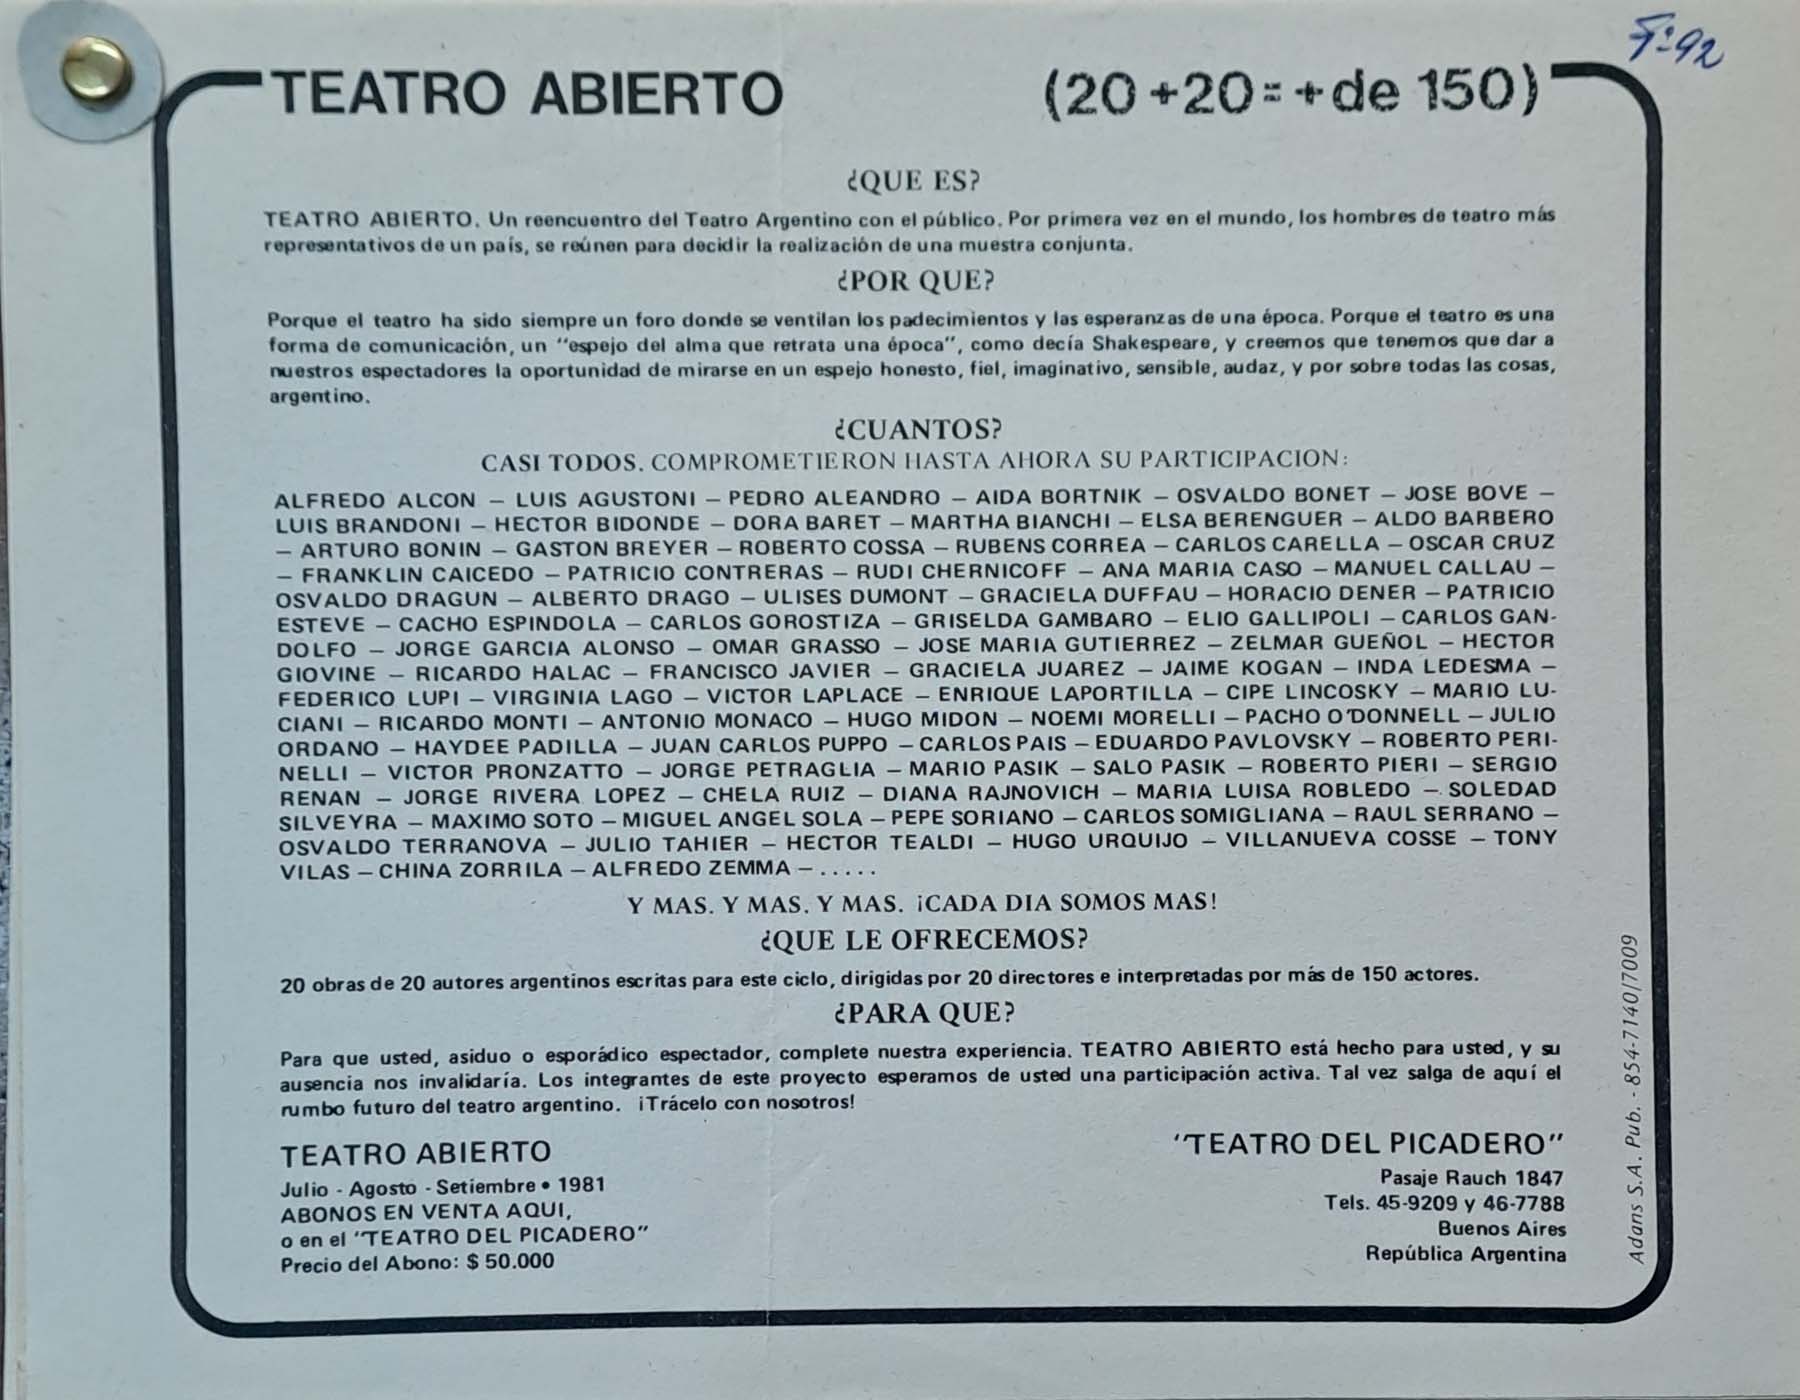 F:92
TEATRO ABIERTO (20+20=+de 150)
¿QUE ES?
TEATRO ABIERTO. Un reencuentro del Teatro Argentino con el público. Por primera vez en el mundo, los hombres de teatro más
representativos de un país, se reúnen para decidir la realización de una muestra conjunta.
¿POR QUE?
Porque el teatro ha sido siempre un foro donde se ventilan los padecimientos y las esperanzas de una época. Porque el teatro es una
forma de comunicación, un "espejo del alma que retrata una época", como decía Shakespeare, y creemos que tenemos que dar a
nuestros espectadores la oportunidad de mirarse en un espejo honesto, fiel, imaginativo, sensible, audaz, y por sobre todas las cosas,
argentino.
¿CUANTOS?
CASI TODOS. COMPROMETIERON HASTA AHORA SU PARTICIPACION:
ALFREDO ALCON — LUIS AGUSTONI — PEDRO ALEANDRO — AIDA BORTNIK — OSVALDO BONET — JOSE BOVE —
LUIS BRANDONI — HECTOR BIDONDE — DORA BARET — MARTHA BIANCHI — ELSA BERENGUER — ALDO BARBERO
— ARTURO BONIN — GASTON BREYER — ROBERTO COSSA — RUBENS CORREA — CARLOS CARELLA — OSCAR CRUZ
— FRANKLIN CAICEDO — PATRICIO CONTRERAS — RUDI CHERNICOFF — ANA MARIA CASO — MANUEL CALLAU —
OSVALDO DRAGUN — ALBERTO DRAGO — ULISES DUMONT — GRACIELA DUFFAU — HORACIO DENER — PATRICIO
ESTEVE — CACHO ESPINDOLA — CARLOS GOROSTIZA — GRISELDA GAMBARO — ELIO GALLIPOLI — CARLOS GAN-
DOLFO — JORGE GARCIA ALONSO — OMAR GRASSO — JOSE MARIA GUTIERREZ — ZELMAR GUEÑOL — HECTOR
GIOVINE — RICARDO HALAC — FRANCISCO JAVIER — GRACIELA JUAREZ — JAIME KOGAN — INDA LEDESMA —
FEDERICO LUPI — VIRGINIA LAGO — VICTOR LAPLACE — ENRIQUE LAPORTILLA — CIPE LINCOSKY — MARIO LU-
CIANI — RICARDO MONTI — ANTONIO MONACO — HUGO MIDON — NOEMI MORELLI — PACHO O'DONNELL — JULIO
ORDANO — HAYDEE PADILLA — JUAN CARLOS PUPPO — CARLOS PAIS — EDUARDO PAVLOVSKY — ROBERTO PERI-
NELLI — VICTOR PRONZATTO — JORGE PETRAGLIA — MARIO PASIK — SALO PASIK — ROBERTO PIERI — SERGIO
RENAN — JORGE RIVERA LOPEZ — CHELA RUIZ — DIANA RAJNOVICH — MARIA LUISA ROBLEDO — SOLEDAD
SILVEYRA — MAXIMO SOTO — MIGUEL ANGEL SOLA — PEPE SORIANO — CARLOS SOMIGLIANA — RAUL SERRANO —
OSVALDO TERRANOVA — JULIO TAHIER — HECTOR TEALDI — HUGO URQUIJO — VILLANUEVA COSSE — TONY
VILAS — CHINA ZORRILA — ALFREDO ZEMMA — . . . . .
Y MAS. Y MAS. Y MAS. ¡CADA DIA SOMOS MAS!
¿QUE LE OFRECEMOS?
20 obras de 20 autores argentinos escritas para este ciclo, dirigidas por 20 directores e interpretadas por más de 150 actores.
¿PARA QUE?
Para que usted, asiduo o esporádico espectador, complete nuestra experiencia. TEATRO ABIERTO está hecho para usted, y su
ausencia nos invalidaría. Los integrantes de este proyecto esperamos de usted una participación activa. Tal vez salga de aquí el
rumbo futuro del teatro argentino. ¡Trácelo con nosotros!
TEATRO ABIERTO
Julio - Agosto - Setiembre • 1981
ABONOS EN VENTA AQUI,
o en el "TEATRO DEL PICADERO"
Precio del Abono: $ 50.000
"TEATRO DEL PICADERO"
Pasaje Rauch 1847
Tels. 45-9209 y 46-7788
Buenos Aires
República Argentina
Adans S.A. Pub. - 854-7140/7009